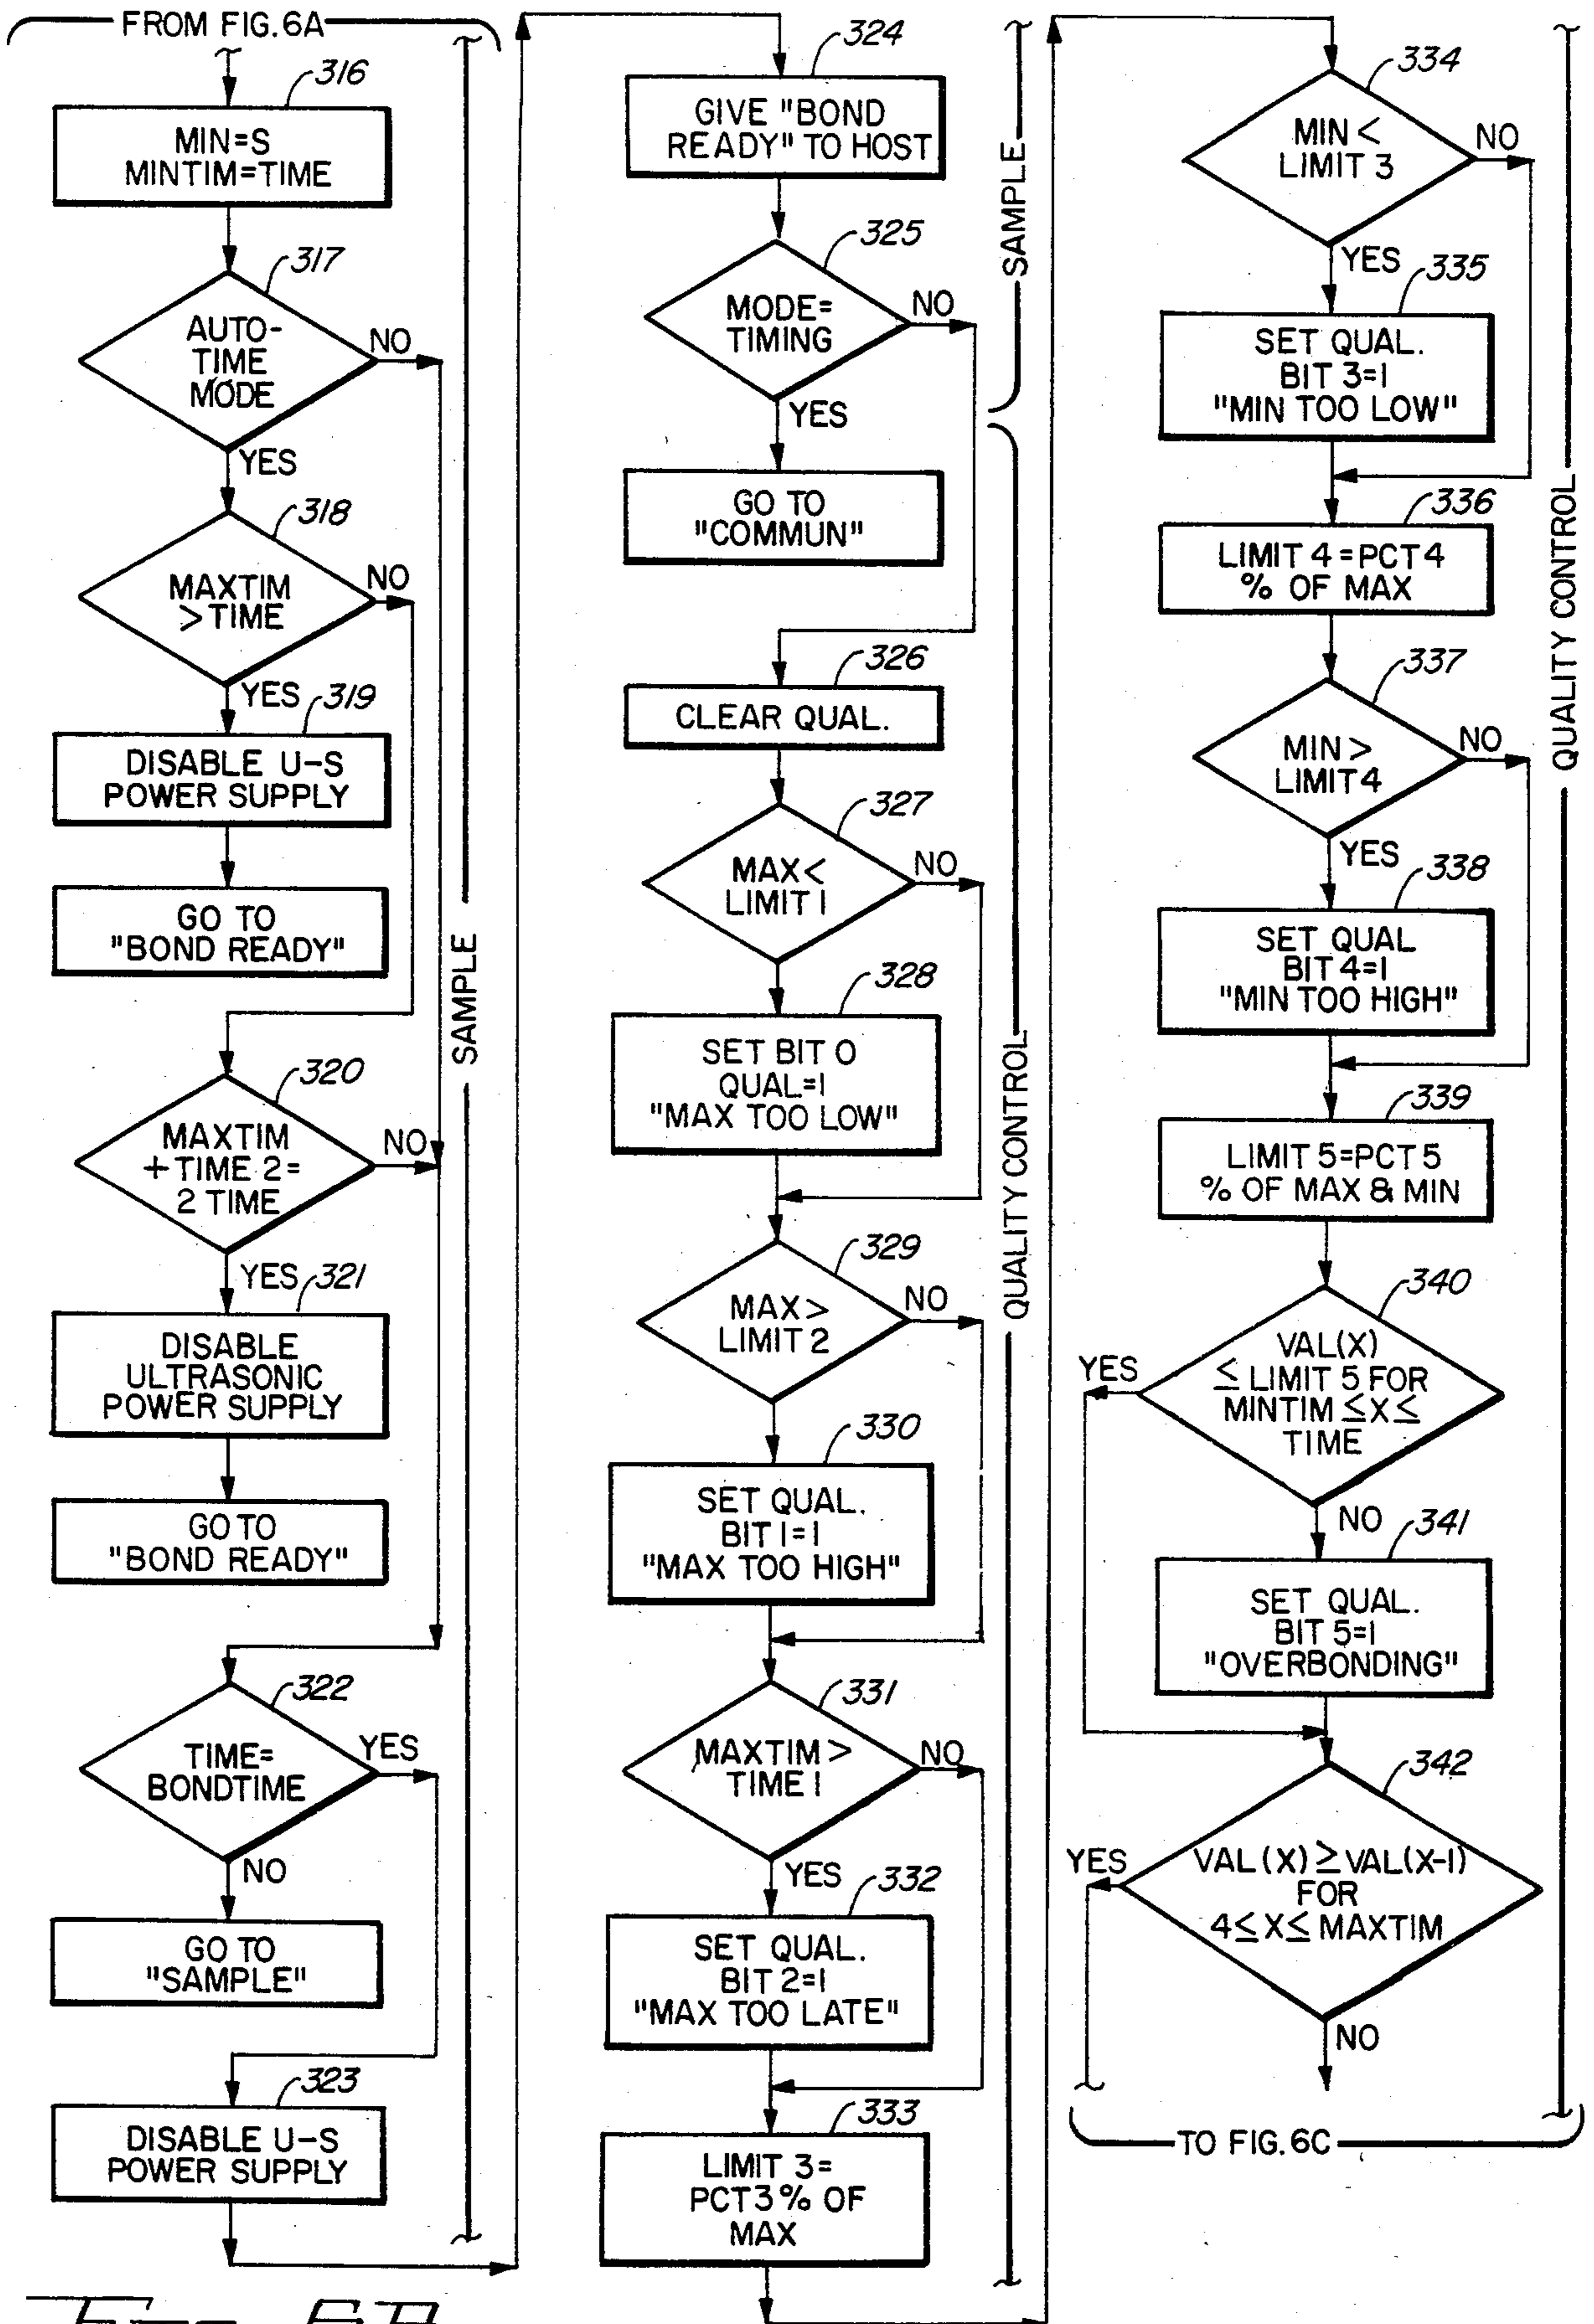 FROM FIG.6A
316
MIN=S
MINTIM=TIME
317
AUTO-
TIME
MODE
NO
YES
318
MAXTIM
>TIME
NO
YES
319
DISABLE U-S
POWER SUPPLY
GO TO
"BOND READY"
320
MAXTIM
+TIME 2=
2 TIME
NO
YES
321
DISABLE
ULTRASONIC
POWER SUPPLY
GO TO
"BOND READY"
322
TIME=
BONDTIME
YES
NO
GO TO
"SAMPLE"
323
DISABLE U-S
POWER SUPPLY
SAMPLE
324
GIVE "BOND
READY" TO HOST
325
MODE=
TIMING
NO
YES
GO TO
"COMMUN"
326
CLEAR QUAL.
327
MAX<
LIMIT 1
NO
328
SET BIT 0
QUAL=1
"MAX TOO LOW"
329
MAX>
LIMIT 2
NO
330
SET QUAL.
BIT 1=1
"MAX TOO HIGH"
331
MAXTIM>
TIME 1
NO
YES
332
SET QUAL.
BIT 2=1
"MAX TOO LATE"
333
LIMIT 3=
PCT3% OF
MAX
SAMPLE
QUALITY CONTROL
334
MIN<
LIMIT 3
NO
YES
335
SET QUAL.
BIT 3=1
"MIN TOO LOW"
336
LIMIT 4=PCT 4
% OF MAX
337
MIN>
LIMIT 4
NO
YES
338
SET QUAL
BIT 4=1
"MIN TOO HIGH"
339
LIMIT 5=PCT 5
% OF MAX & MIN
340
VAL(X)
≤ LIMIT 5 FOR
MINTIM ≤X≤
TIME
YES
NO
341
SET QUAL.
BIT 5=1
"OVERBONDING"
342
VAL(X)≥VAL(X-1)
FOR
4≤X≤MAXTIM
YES
NO
TO FIG.6C
QUALITY CONTROL